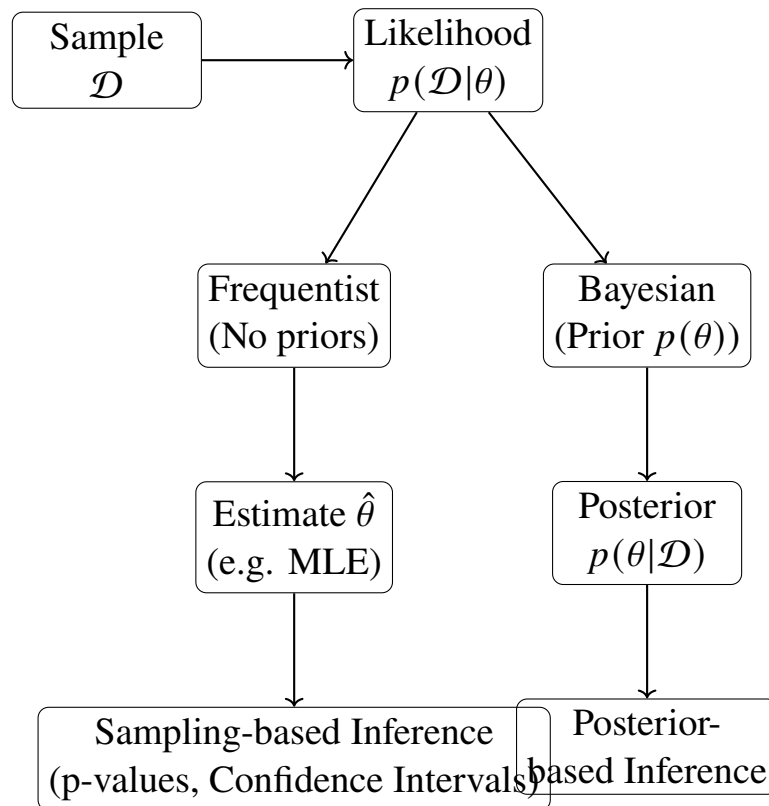 Sample
𝒟
Likelihood
p(𝒟|θ)
Frequentist
(No priors)
Bayesian
(Prior p(θ))
Estimate θ̂
(e.g. MLE)
Posterior
p(θ|𝒟)
Sampling-based Inference
(p-values, Confidence Intervals)
Posterior-
based Inference